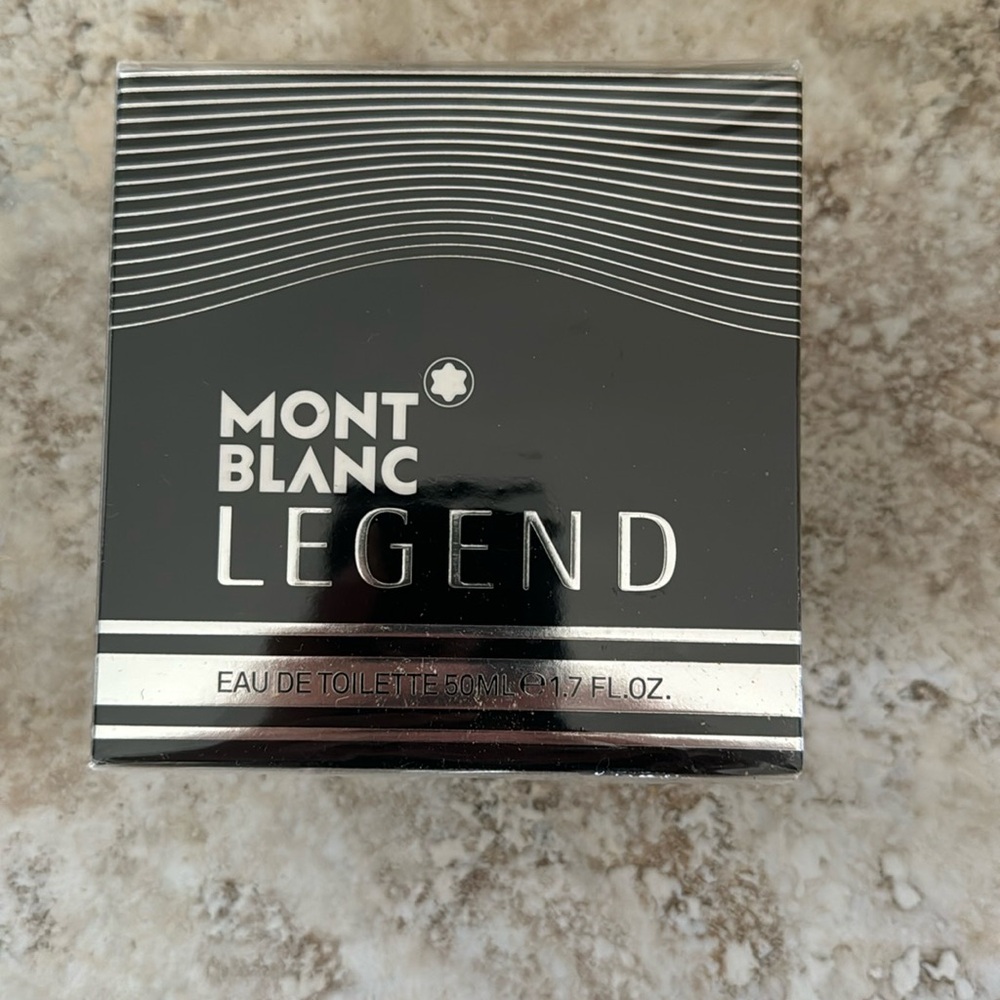 MONT
BLANC
LEGEND
EAU DE TOILETTE 50ML℮1.7 FL.OZ.